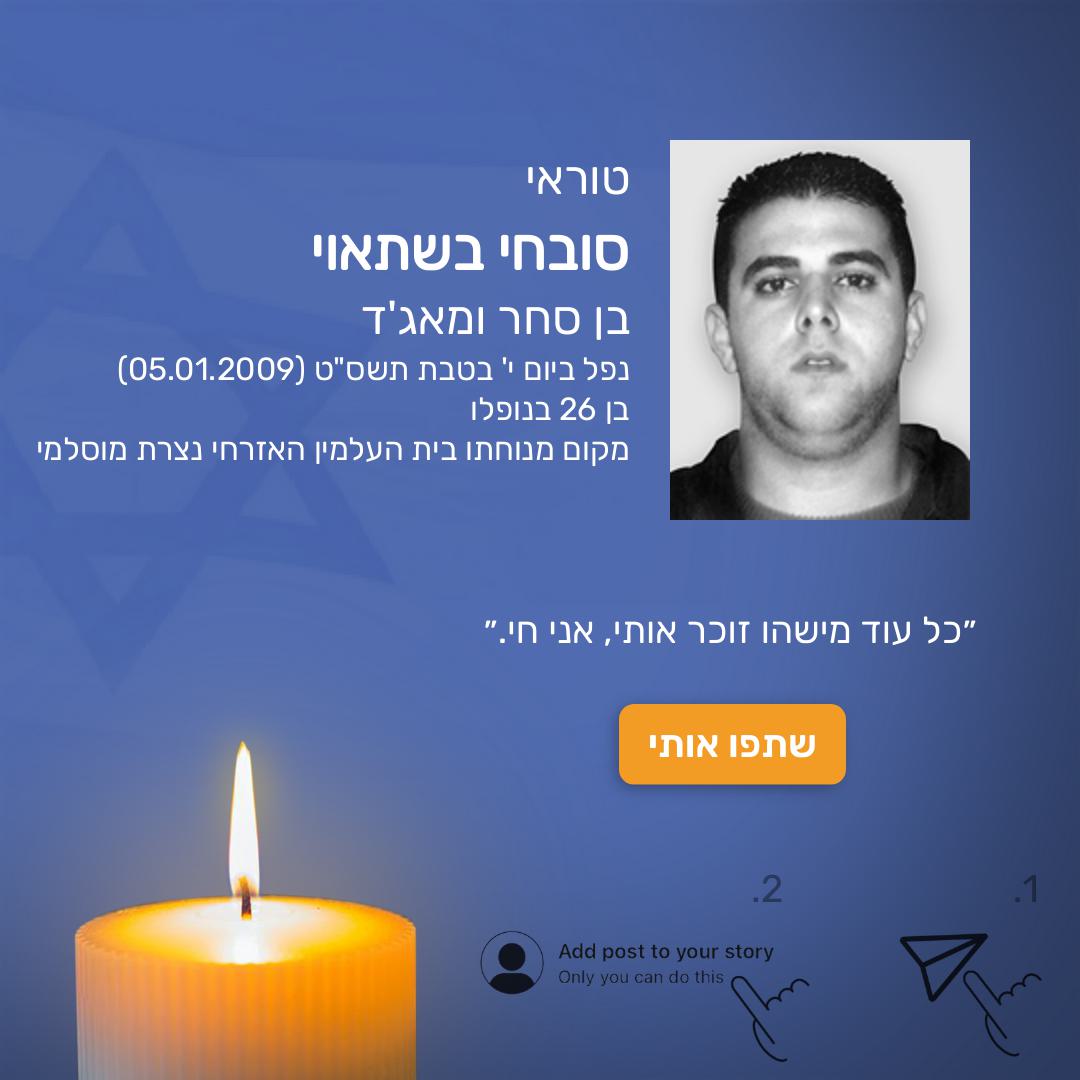 טוראי
סובחי בשתאוי
בן סחר ומאג'ד
נפל ביום י' בטבת תשס"ט (05.01.2009)
בן 26 בנופלו
מקום מנוחתו בית העלמין האזרחי נצרת מוסלמי
״כל עוד מישהו זוכר אותי, אני חי.״
שתפו אותי
1.
2.
Add post to your story
Only you can do this